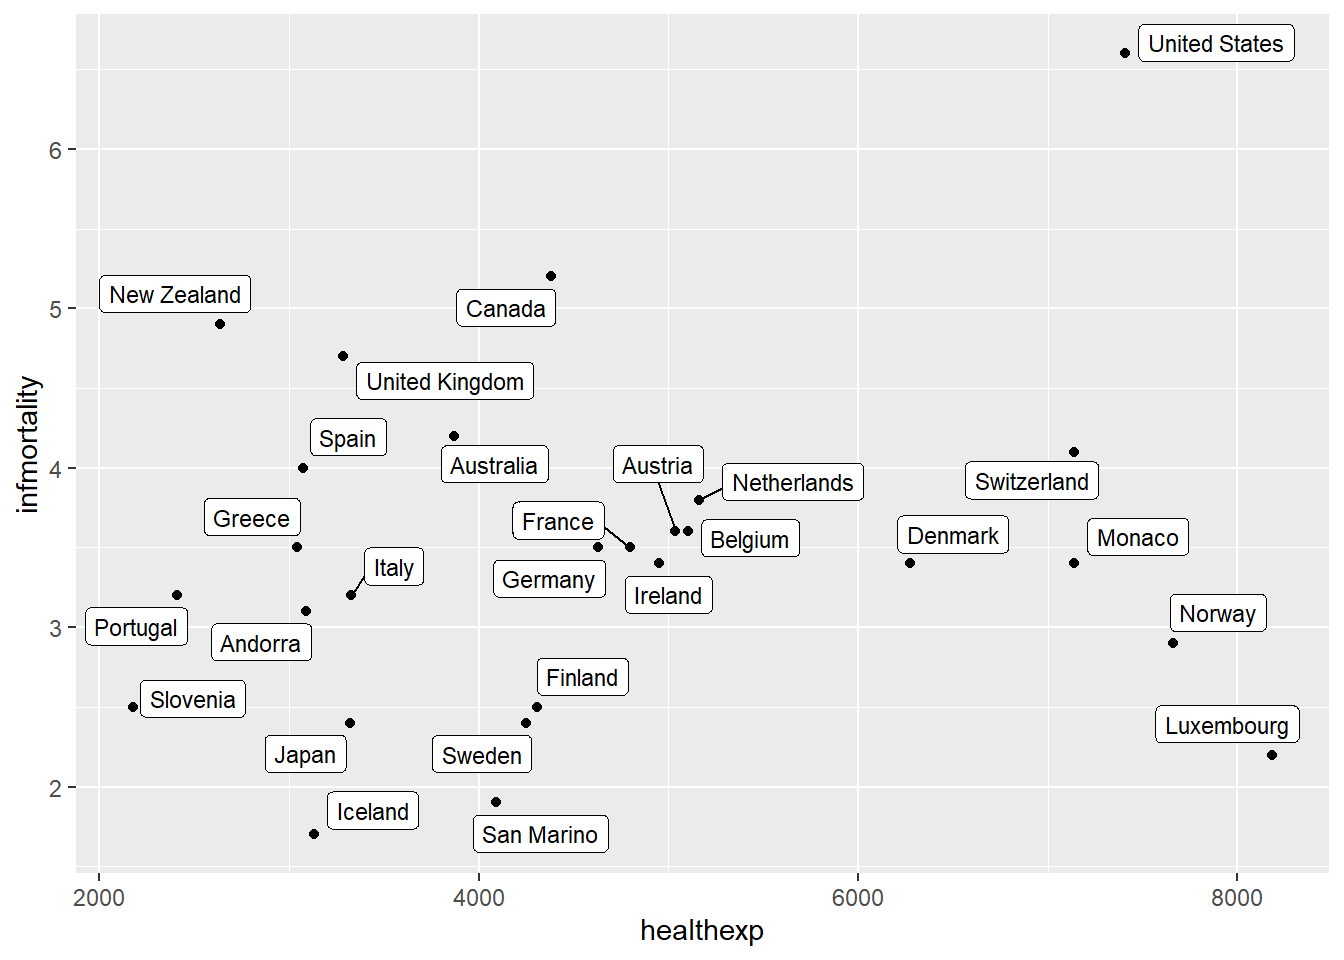 United States
6
New Zealand
5
Canada
United Kingdom
Spain
4
Australia
Austria
Netherlands
Switzerland
infmortality
Greece
France
Belgium
Denmark
Monaco
Italy
Germany
Ireland
3
Portugal
Andorra
Norway
Finland
Slovenia
Luxembourg
Japan
Sweden
2
Iceland
San Marino
2000
4000
6000
8000
healthexp